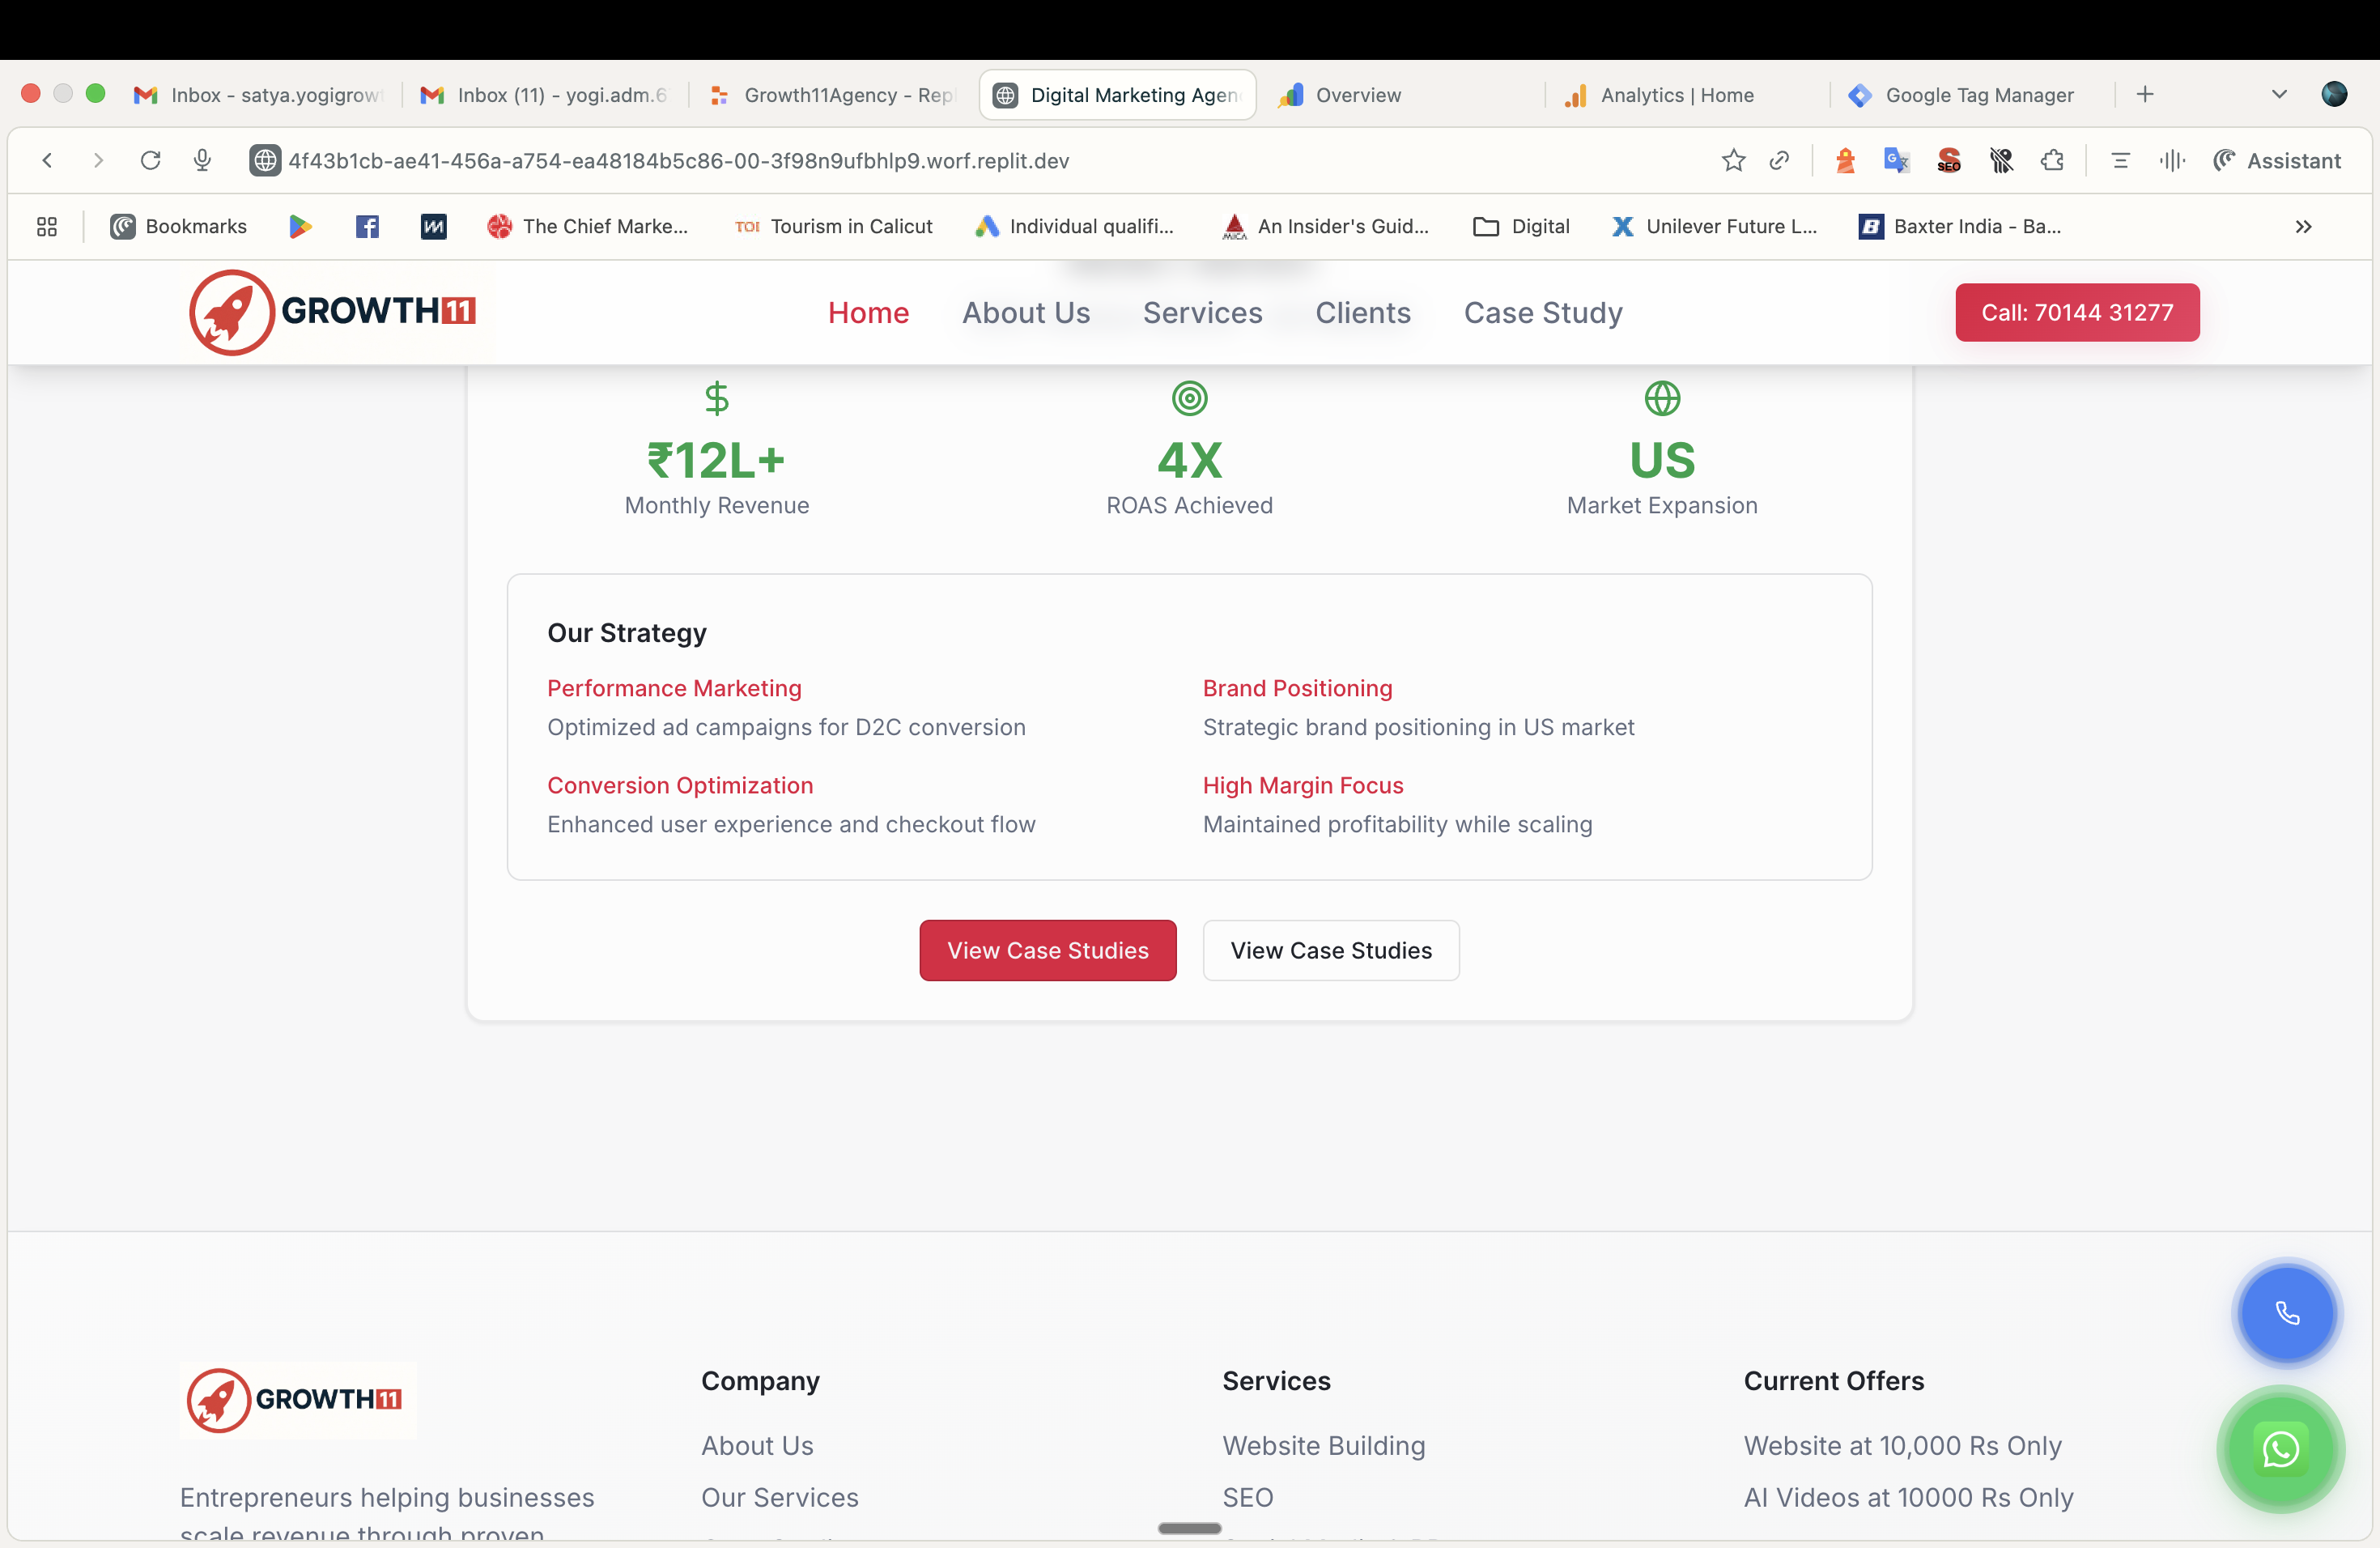 Inbox - satya.yogigrow
Inbox (11) - yogi.adm.6
Growth11Agency - Rep
Digital Marketing Agen
Overview
Analytics | Home
Google Tag Manager
4f43b1cb-ae41-456a-a754-ea48184b5c86-00-3f98n9ufbhlp9.worf.replit.dev
SEO
Assistant
Bookmarks
The Chief Marke...
TOI Tourism in Calicut
Individual qualifi...
MICA An Insider's Guid...
Digital
Unilever Future L...
Baxter India - Ba...
GROWTH11
Home
About Us
Services
Clients
Case Study
Call: 70144 31277
₹12L+
Monthly Revenue
4X
ROAS Achieved
US
Market Expansion
Our Strategy
Performance Marketing
Optimized ad campaigns for D2C conversion
Brand Positioning
Strategic brand positioning in US market
Conversion Optimization
Enhanced user experience and checkout flow
High Margin Focus
Maintained profitability while scaling
View Case Studies
View Case Studies
GROWTH11
Entrepreneurs helping businesses
scale revenue through proven
Company
About Us
Our Services
Services
Website Building
SEO
Current Offers
Website at 10,000 Rs Only
AI Videos at 10000 Rs Only